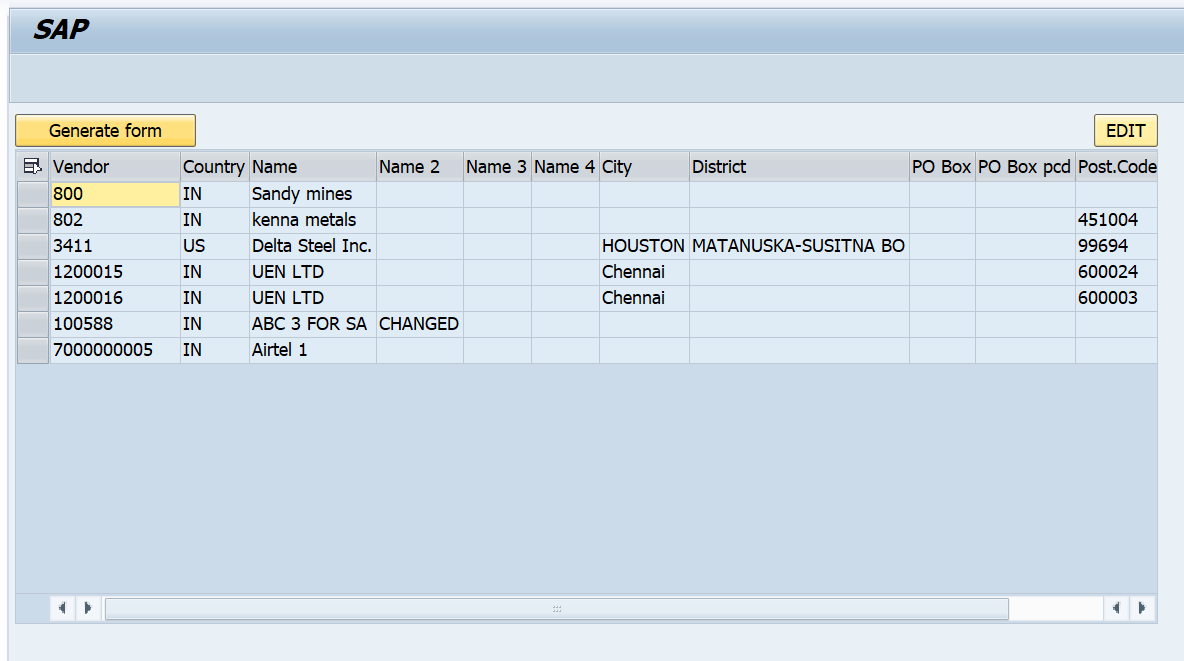 SAP
Generate form EDIT
Vendor Country Name Name 2 Name 3 Name 4 City District PO Box PO Box pcd Post.Code
800 IN Sandy mines
802 IN kenna metals 451004
3411 US Delta Steel Inc. HOUSTON MATANUSKA-SUSITNA BO 99694
1200015 IN UEN LTD Chennai 600024
1200016 IN UEN LTD Chennai 600003
100588 IN ABC 3 FOR SA CHANGED
7000000005 IN Airtel 1